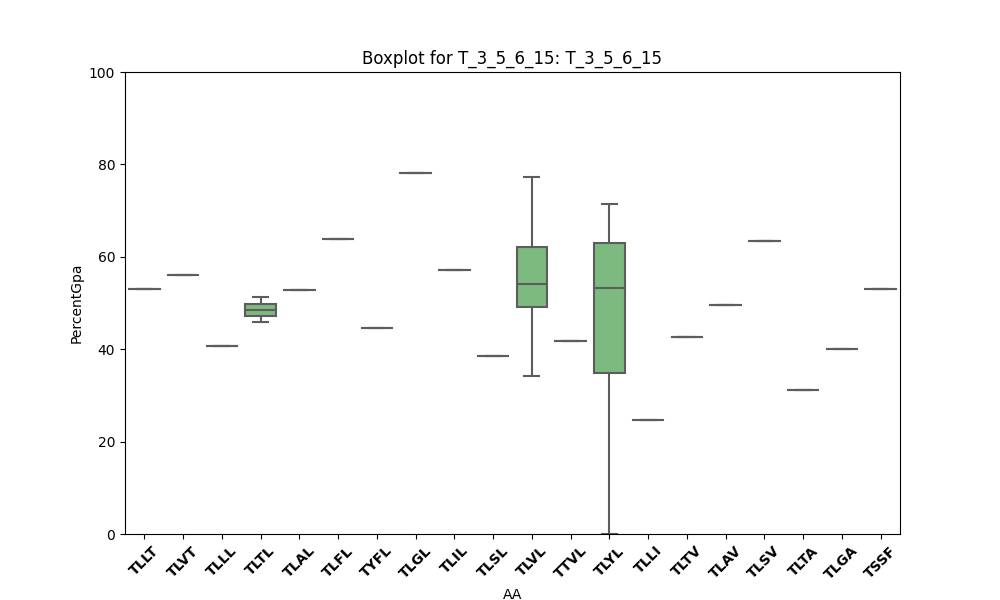 Boxplot for T_3_5_6_15: T_3_5_6_15
100
80
60
40
20
0
PercentGpa
TLLT TLVT TLLL TLTL TLAL TLFL TYFL TLGL TLIL TLSL TLVL TTVL TLYL TLLI TLTV TLAV TLSV TLTA TLGA TSSF
AA